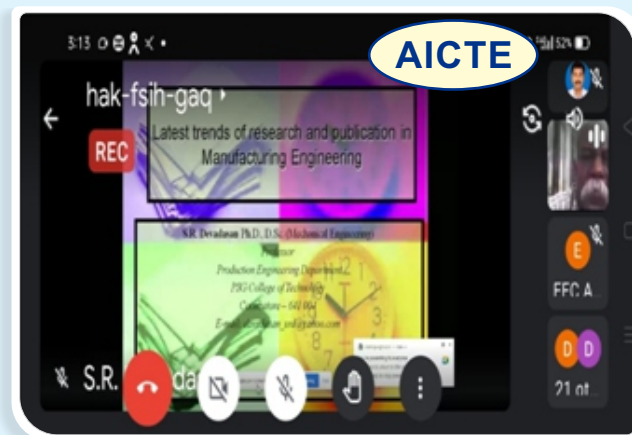 3:13
52%
AICTE
hak-fsih-gaq
REC
Latest trends of research and publication in
Manufacturing Engineering
S.R. Devadasan Ph.D., D.Sc. (Mechanical Engineering)
Professor
Production Engineering Department
PSG College of Technology
Coimbatore – 641 004
E
EEC A...
D D
21 ot...
S.R.